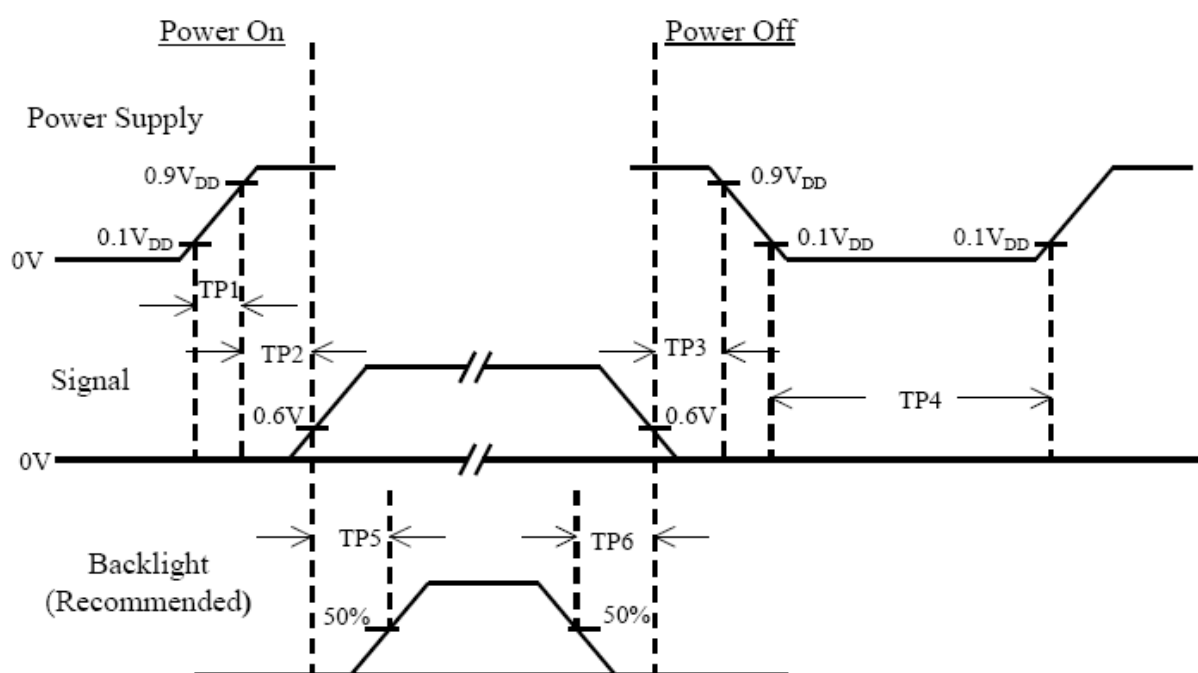 Power On
Power Off
Power Supply
0.9VDD
0.9VDD
0.1VDD
0.1VDD
0.1VDD
0V
TP1
TP2
TP3
Signal
TP4
0.6V
0.6V
0V
TP5
TP6
Backlight
(Recommended)
50%
50%